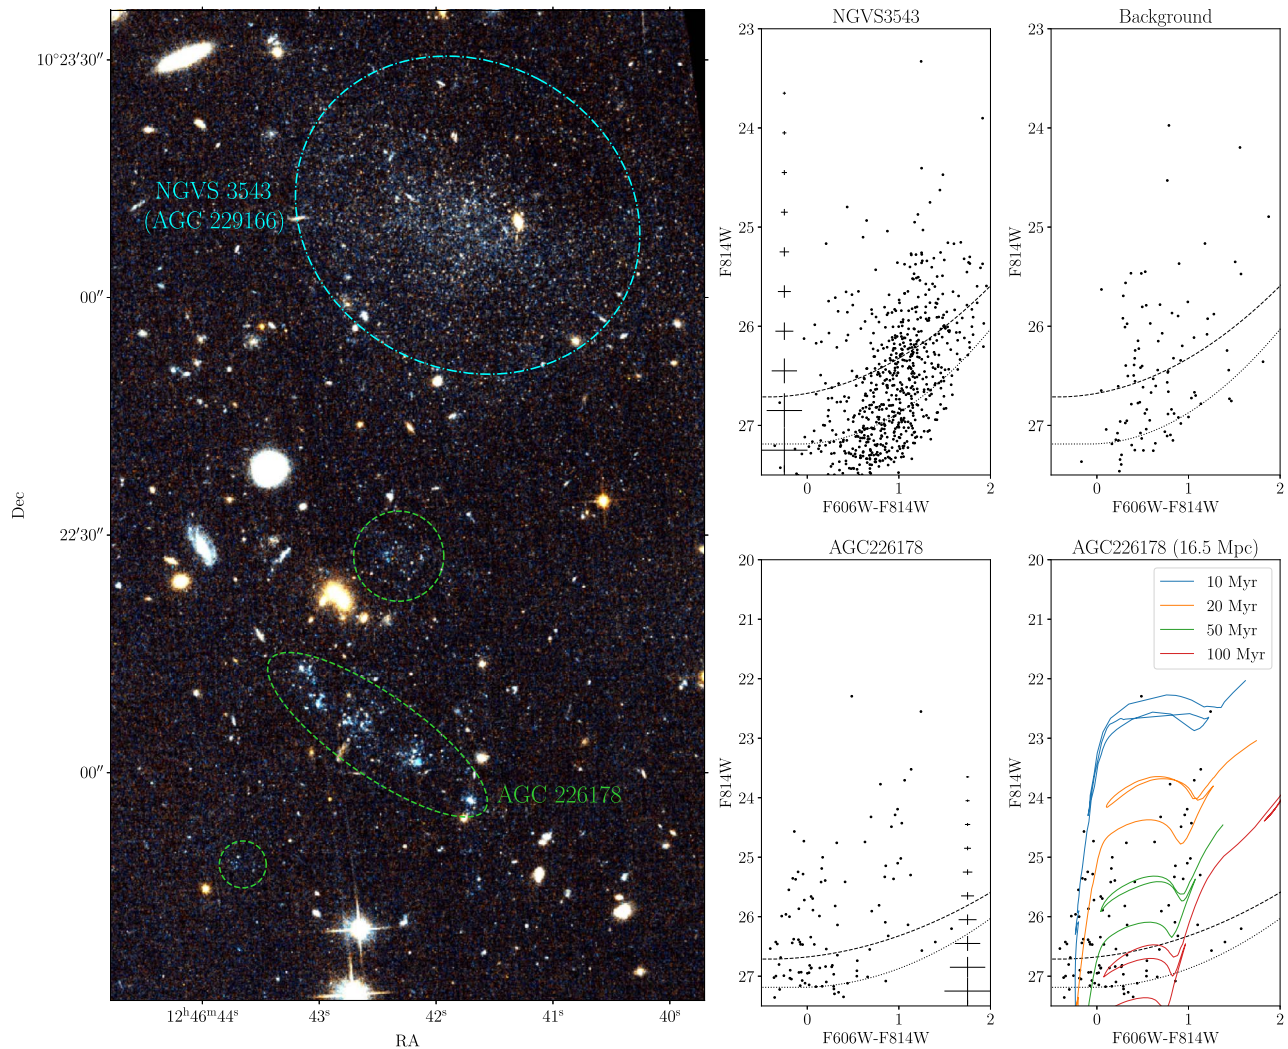 NGVS3543
Background
10°23′30″
00″
22′30″
00″
Dec
NGVS 3543
(AGC 229166)
AGC 226178
12ʰ46ᵐ44ˢ
43ˢ
42ˢ
41ˢ
40ˢ
RA
23
24
25
26
27
F814W
0
1
2
F606W-F814W
23
24
25
26
27
F814W
0
1
2
F606W-F814W
AGC226178
20
21
22
23
24
25
26
27
F814W
0
1
2
F606W-F814W
AGC226178 (16.5 Mpc)
10 Myr
20 Myr
50 Myr
100 Myr
20
21
22
23
24
25
26
27
F814W
0
1
2
F606W-F814W